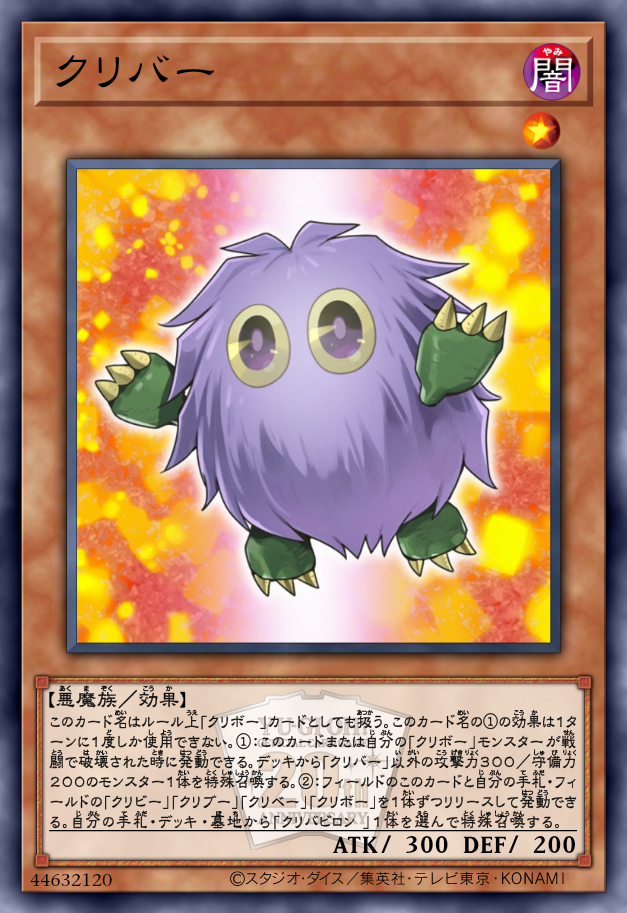 クリバー
やみ
闇
【悪魔族／効果】
このカード名はルール上「クリボー」カードとしても扱う。このカード名の①の効果は1タ
ーンに1度しか使用できない。①：このカードまたは自分の「クリボー」モンスターが戦
闘で破壊された時に発動できる。デッキから「クリバー」以外の攻撃力300／守備力
200のモンスター1体を特殊召喚する。②：フィールドのこのカードと自分の手札・フィ
ールドの「クリビー」「クリブー」「クリベー」「クリボー」を1体ずつリリースして発動でき
る。自分の手札・デッキ・墓地から「クリバビロン」1体を選んで特殊召喚する。
ATK/ 300 DEF/ 200
44632120 ©スタジオ・ダイス／集英社・テレビ東京・KONAMI